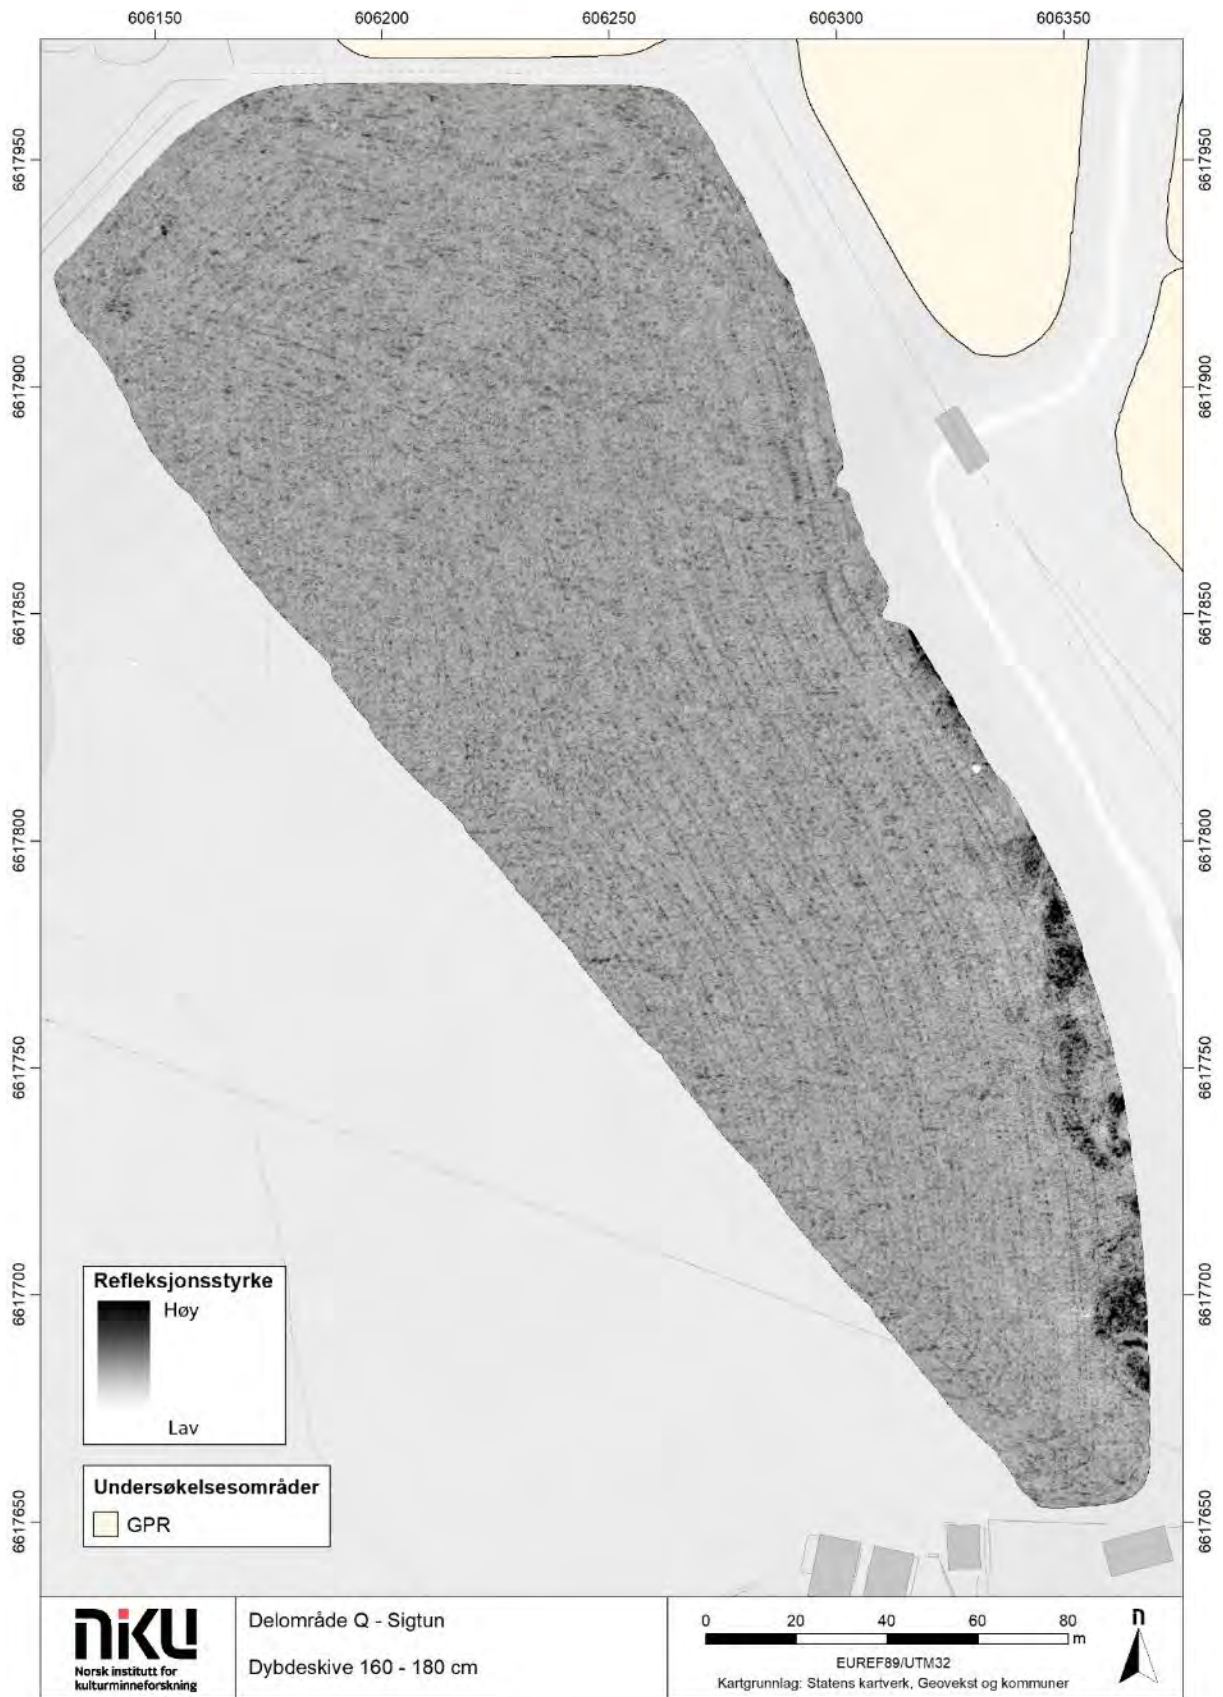 606150 606200 606250 606300 606350
6617950 6617950
6617900 6617900
6617850 6617850
6617800 6617800
6617750 6617750
6617700 6617700
6617650 6617650
Refleksjonsstyrke
Høy
Lav
Undersøkelsesområder
GPR
NIKU
Norsk institutt for
kulturminneforskning
Delområde Q - Sigtun
Dybdeskive 160 - 180 cm
0 20 40 60 80
m
EUREF89/UTM32
Kartgrunnlag: Statens kartverk, Geovekst og kommuner
n